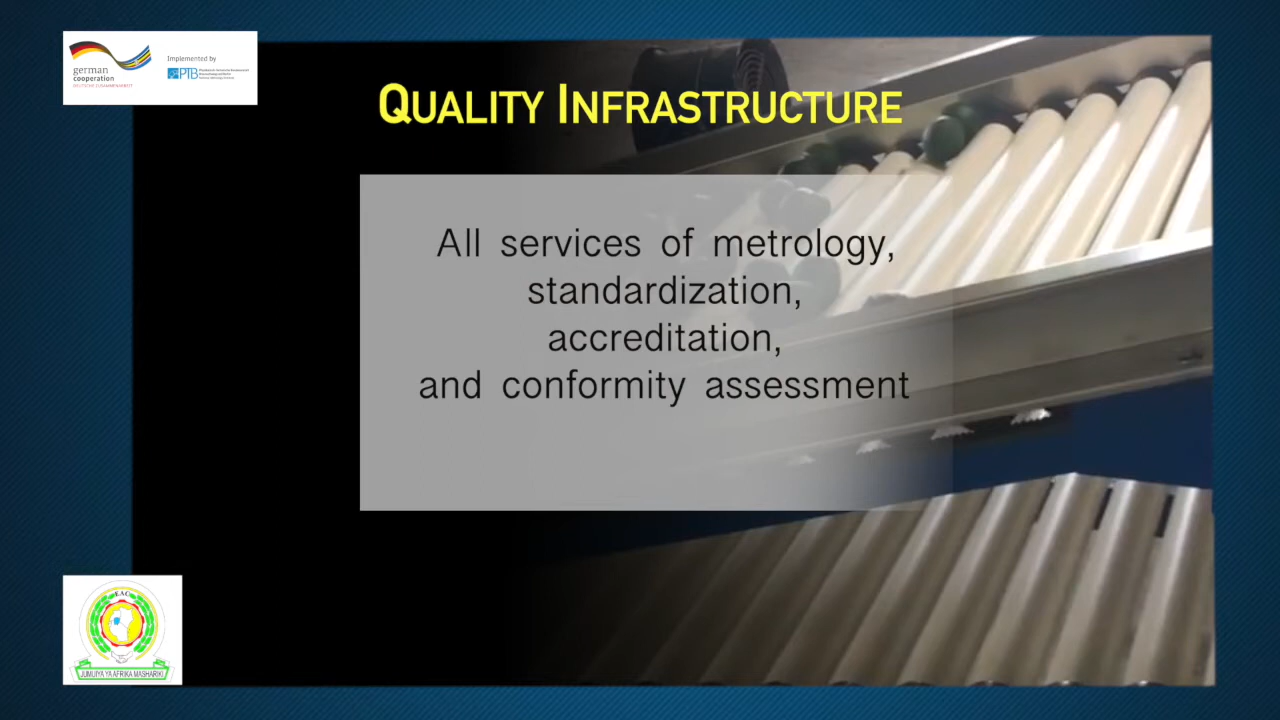 german
cooperation
DEUTSCHE ZUSAMMENARBEIT
Implemented by
PTB
QUALITY INFRASTRUCTURE
All services of metrology,
standardization,
accreditation,
and conformity assessment
EAC
JUMUIYA YA AFRIKA MASHARIKI